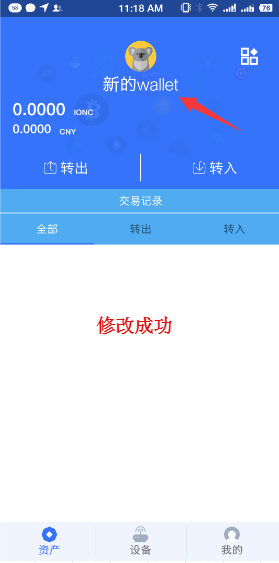 53 11:18 AM 88
新的wallet
0.0000 IONC
0.0000 CNY
转出 转入
交易记录
全部 转出 转入
修改成功
资产 设备 我的